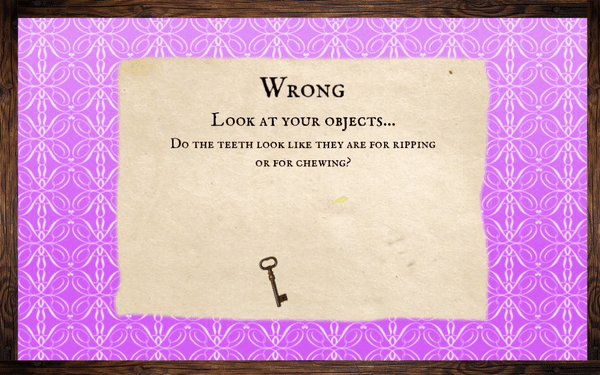 Wrong
Look at your objects...
Do the teeth look like they are for ripping
or for chewing?